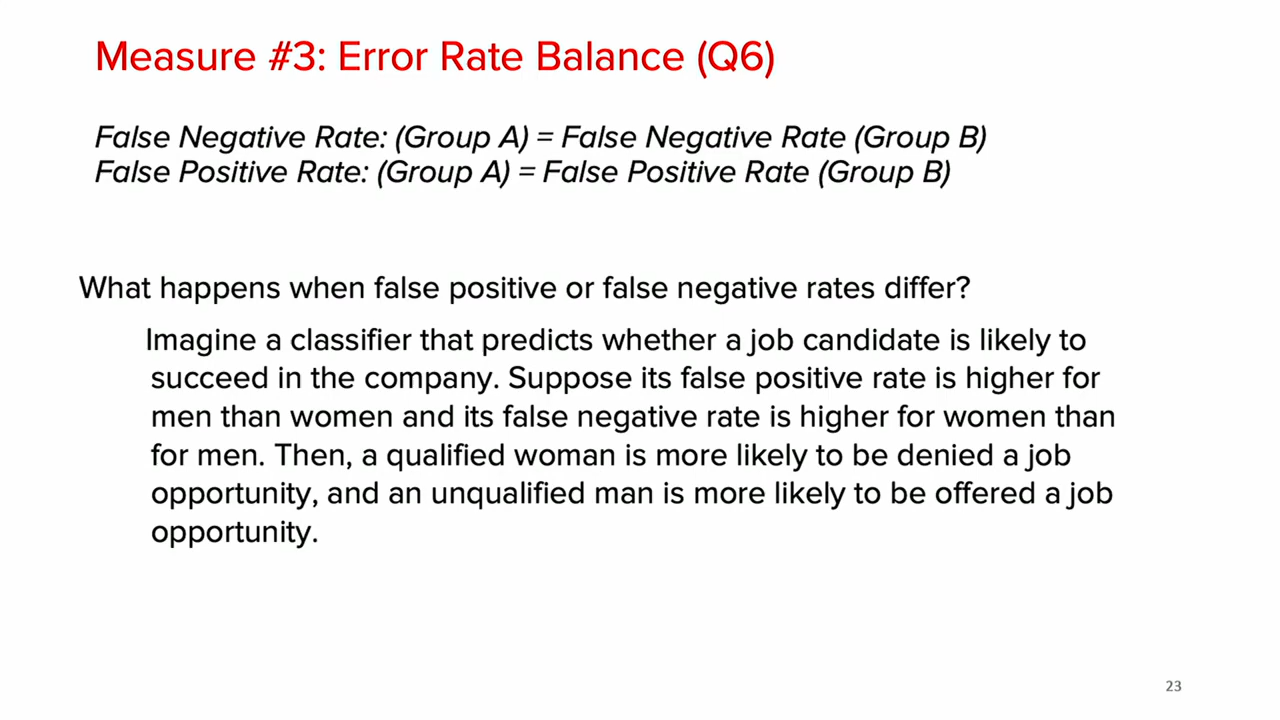 Measure #3: Error Rate Balance (Q6)
False Negative Rate: (Group A) = False Negative Rate (Group B)
False Positive Rate: (Group A) = False Positive Rate (Group B)
What happens when false positive or false negative rates differ?
Imagine a classifier that predicts whether a job candidate is likely to
succeed in the company. Suppose its false positive rate is higher for
men than women and its false negative rate is higher for women than
for men. Then, a qualified woman is more likely to be denied a job
opportunity, and an unqualified man is more likely to be offered a job
opportunity.
23